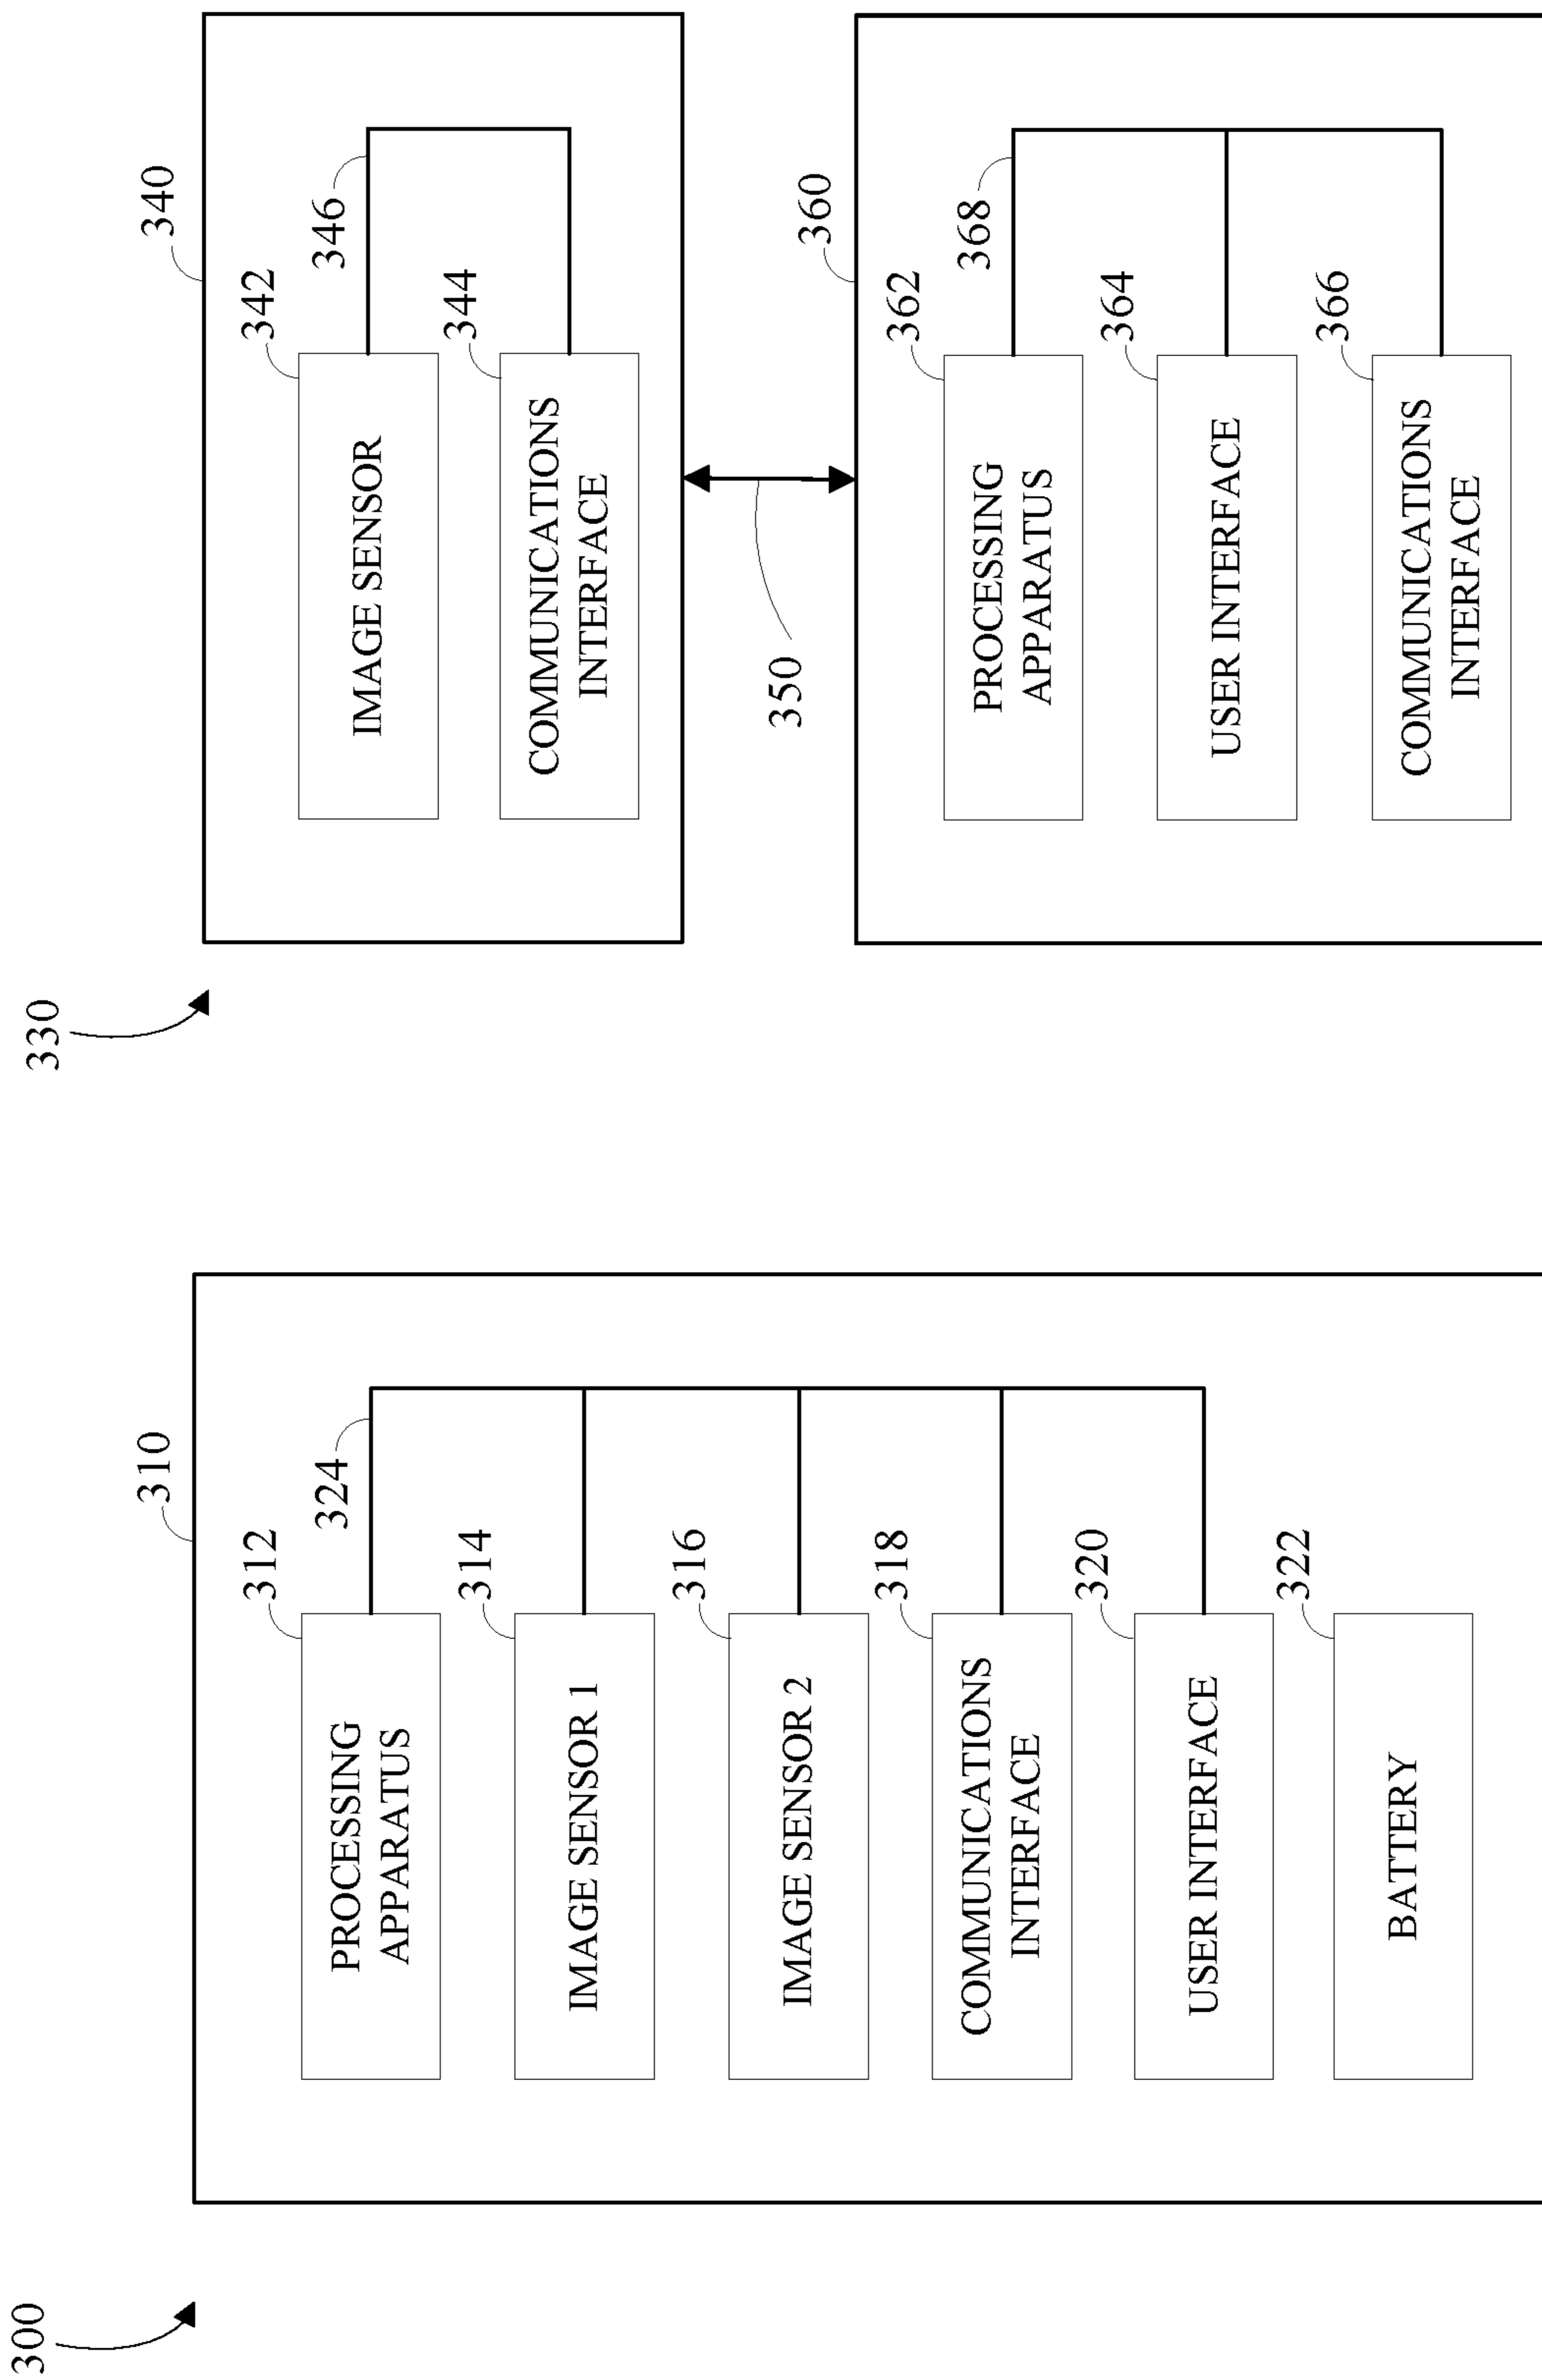 300
310
312
PROCESSING
APPARATUS
324
314
IMAGE SENSOR 1
316
IMAGE SENSOR 2
318
COMMUNICATIONS
INTERFACE
320
USER INTERFACE
322
BATTERY
330
340
342
IMAGE SENSOR
346
344
COMMUNICATIONS
INTERFACE
350
360
362
PROCESSING
APPARATUS
368
364
USER INTERFACE
366
COMMUNICATIONS
INTERFACE